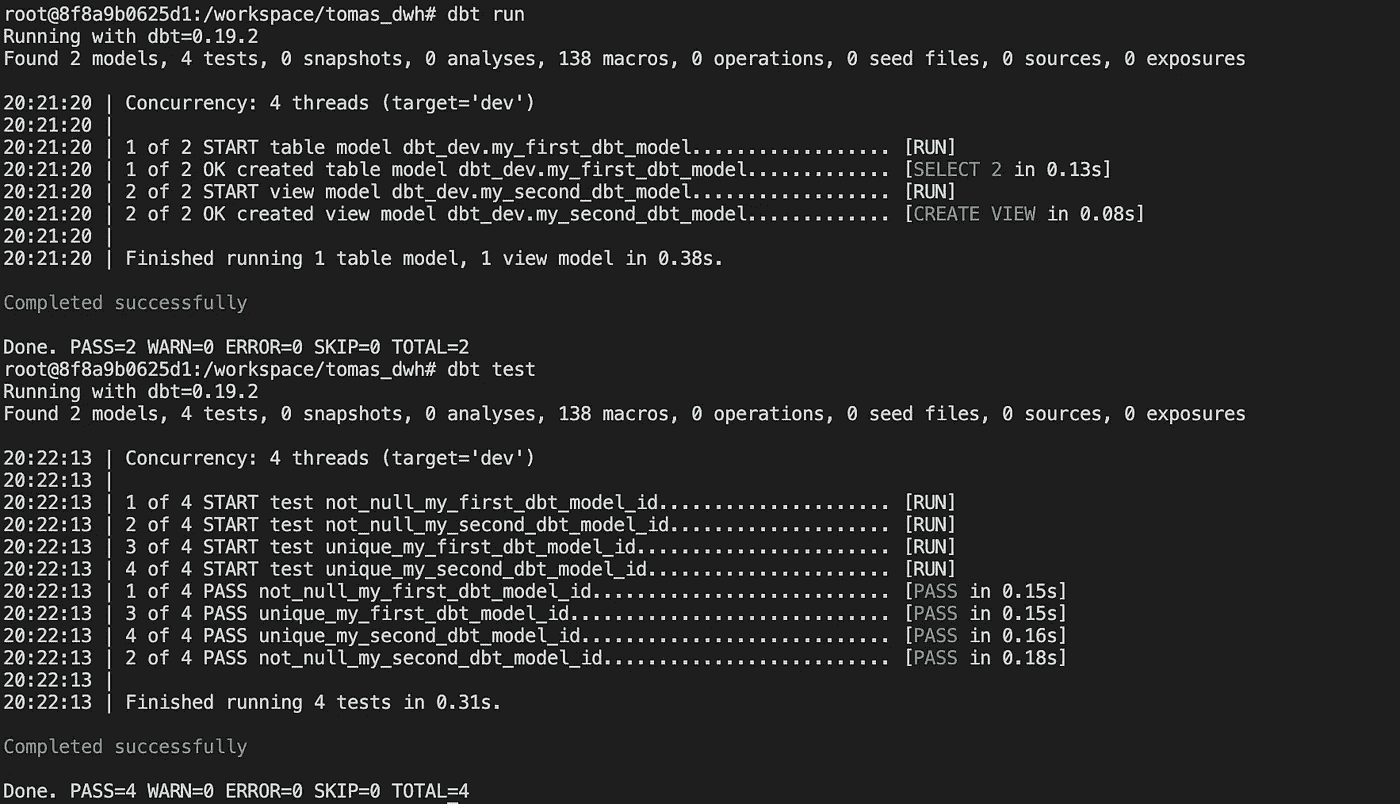 root@8f8a9b0625d1:/workspace/tomas_dwh# dbt run
Running with dbt=0.19.2
Found 2 models, 4 tests, 0 snapshots, 0 analyses, 138 macros, 0 operations, 0 seed files, 0 sources, 0 exposures
20:21:20 | Concurrency: 4 threads (target='dev')
20:21:20 |
20:21:20 | 1 of 2 START table model dbt_dev.my_first_dbt_model.................. [RUN]
20:21:20 | 1 of 2 OK created table model dbt_dev.my_first_dbt_model............. [SELECT 2 in 0.13s]
20:21:20 | 2 of 2 START view model dbt_dev.my_second_dbt_model.................. [RUN]
20:21:20 | 2 of 2 OK created view model dbt_dev.my_second_dbt_model............. [CREATE VIEW in 0.08s]
20:21:20 |
20:21:20 | Finished running 1 table model, 1 view model in 0.38s.
Completed successfully
Done. PASS=2 WARN=0 ERROR=0 SKIP=0 TOTAL=2
root@8f8a9b0625d1:/workspace/tomas_dwh# dbt test
Running with dbt=0.19.2
Found 2 models, 4 tests, 0 snapshots, 0 analyses, 138 macros, 0 operations, 0 seed files, 0 sources, 0 exposures
20:22:13 | Concurrency: 4 threads (target='dev')
20:22:13 |
20:22:13 | 1 of 4 START test not_null_my_first_dbt_model_id..................... [RUN]
20:22:13 | 2 of 4 START test not_null_my_second_dbt_model_id.................... [RUN]
20:22:13 | 3 of 4 START test unique_my_first_dbt_model_id....................... [RUN]
20:22:13 | 4 of 4 START test unique_my_second_dbt_model_id...................... [RUN]
20:22:13 | 1 of 4 PASS not_null_my_first_dbt_model_id........................... [PASS in 0.15s]
20:22:13 | 3 of 4 PASS unique_my_first_dbt_model_id............................. [PASS in 0.15s]
20:22:13 | 4 of 4 PASS unique_my_second_dbt_model_id............................ [PASS in 0.16s]
20:22:13 | 2 of 4 PASS not_null_my_second_dbt_model_id.......................... [PASS in 0.18s]
20:22:13 |
20:22:13 | Finished running 4 tests in 0.31s.
Completed successfully
Done. PASS=4 WARN=0 ERROR=0 SKIP=0 TOTAL=4